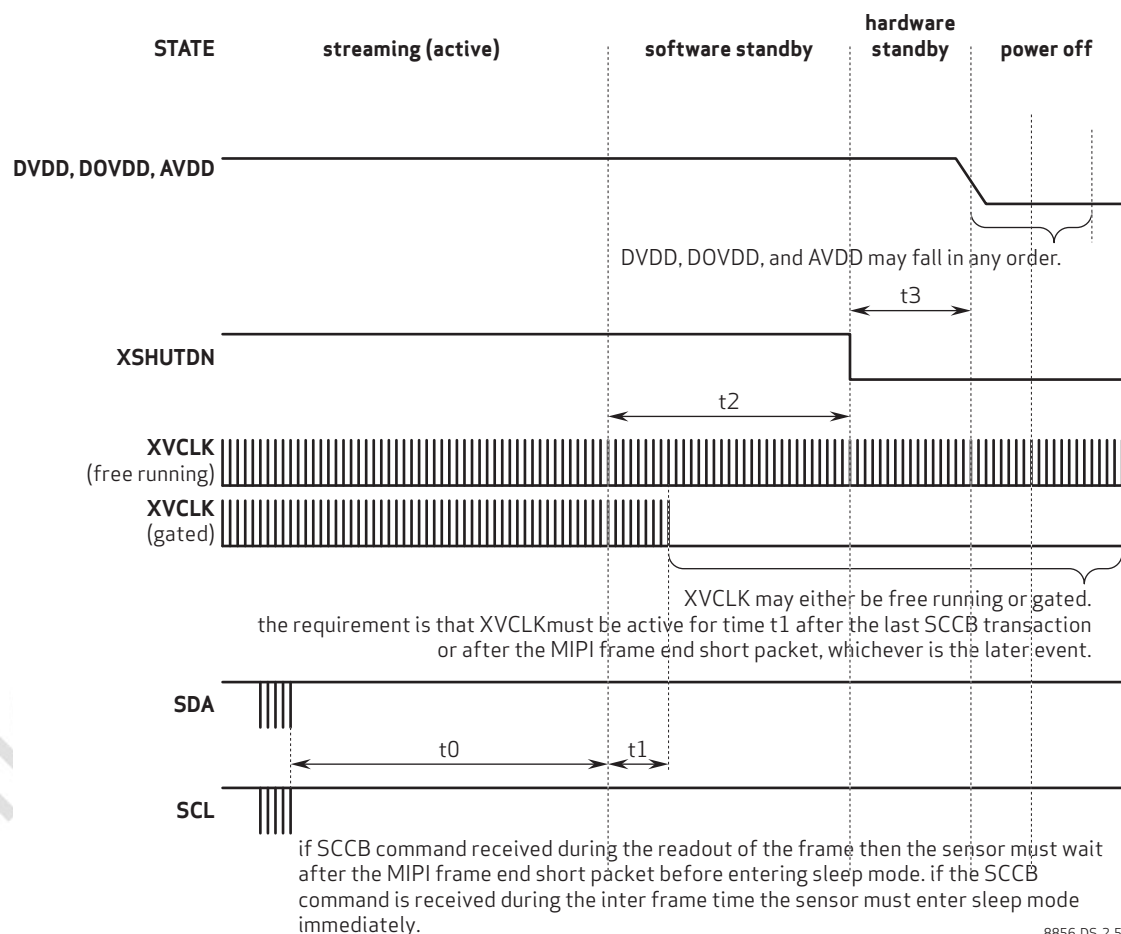 STATE
streaming (active)
software standby
hardware
standby
power off
DVDD, DOVDD, AVDD
DVDD, DOVDD, and AVDD may fall in any order.
t3
XSHUTDN
t2
XVCLK
(free running)
XVCLK
(gated)
XVCLK may either be free running or gated.
the requirement is that XVCLKmust be active for time t1 after the last SCCB transaction
or after the MIPI frame end short packet, whichever is the later event.
SDA
t0
t1
SCL
if SCCB command received during the readout of the frame then the sensor must wait
after the MIPI frame end short packet before entering sleep mode. if the SCCB
command is received during the inter frame time the sensor must enter sleep mode
immediately.
8856_DS_2_5